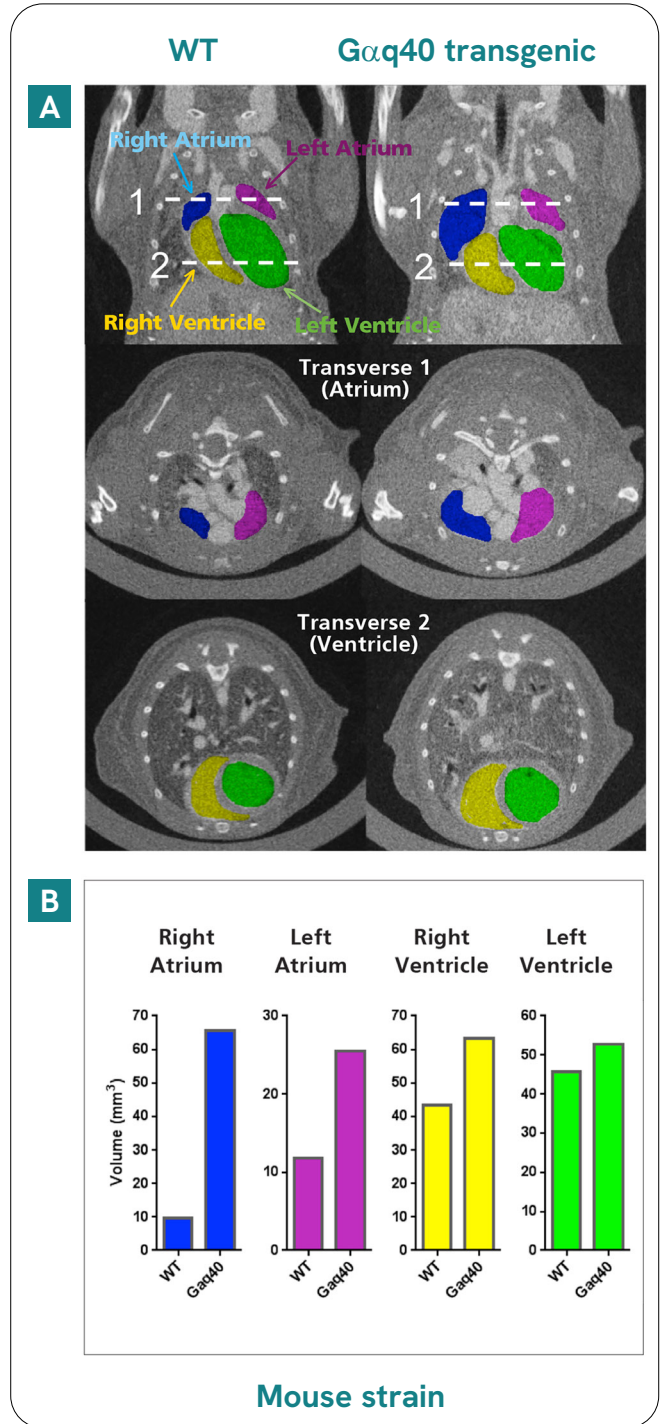 WT
Gαq40 transgenic
A
Right Atrium
Left Atrium
1
1
2
2
Right Ventricle
Left Ventricle
Transverse 1
(Atrium)
Transverse 2
(Ventricle)
B
Right
Atrium
Left
Atrium
Right
Ventricle
Left
Ventricle
Volume (mm³)
70
60
50
40
30
20
10
0
WT
Gaq40
30
20
10
0
WT
Gaq40
70
60
50
40
30
20
10
0
WT
Gaq40
60
50
40
30
20
10
0
WT
Gaq40
Mouse strain